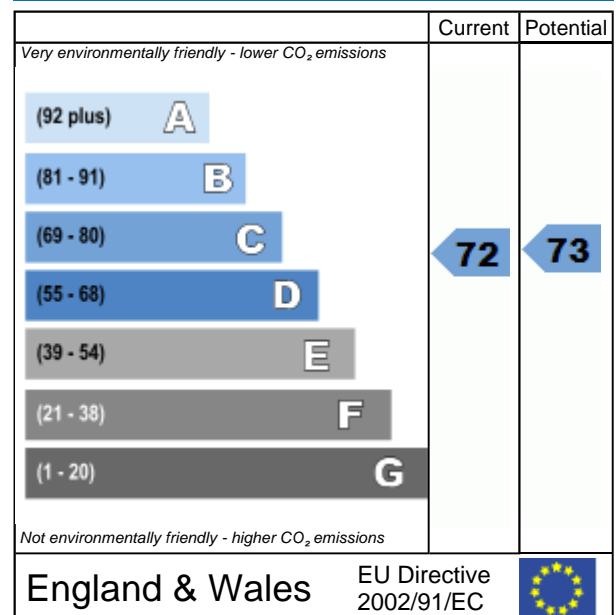 Current Potential
Very environmentally friendly - lower CO₂ emissions
(92 plus) A
(81 - 91) B
(69 - 80) C
72 73
(55 - 68) D
(39 - 54) E
(21 - 38) F
(1 - 20) G
Not environmentally friendly - higher CO₂ emissions
England & Wales
EU Directive
2002/91/EC